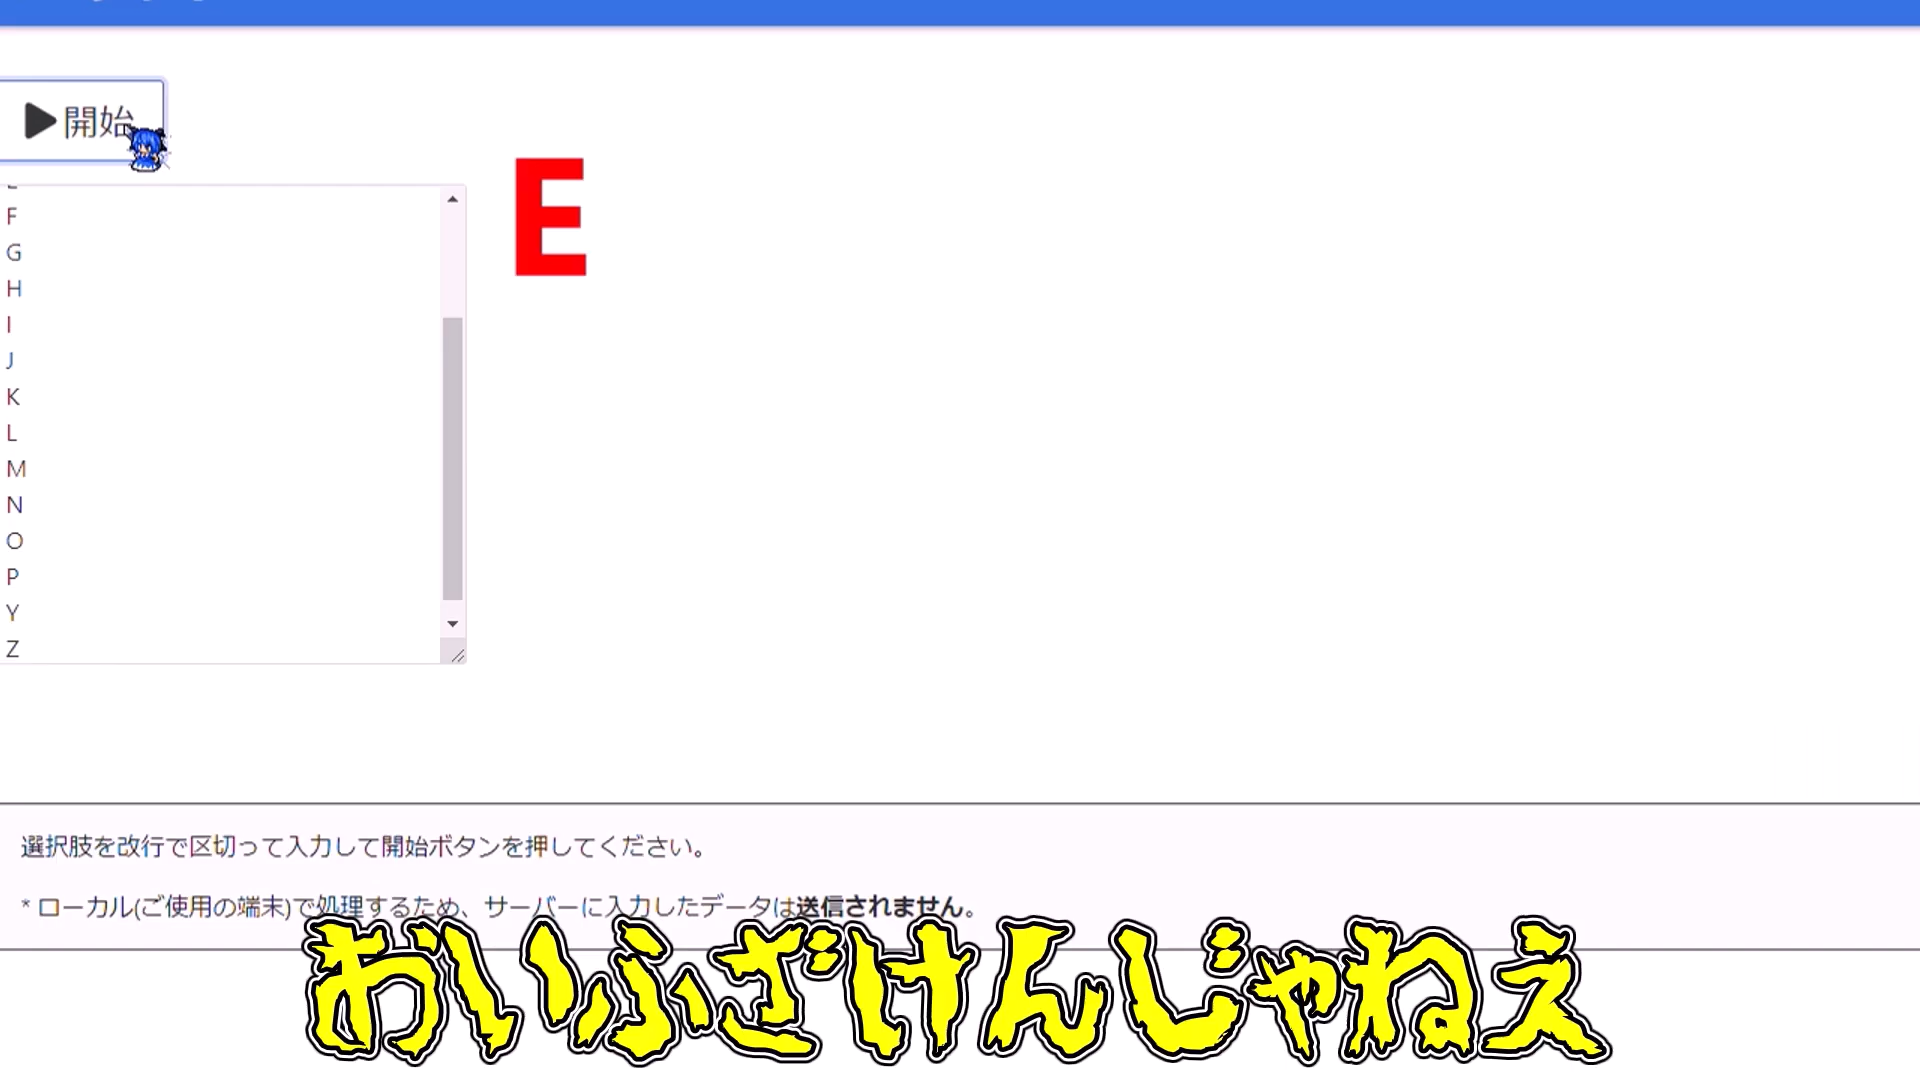 開始
E
F
G
H
I
J
K
L
M
N
O
P
Y
Z
選択肢を改行で区切って入力して開始ボタンを押してください。
* ローカル(ご使用の端末)で処理するため、サーバーに入力したデータは送信されません。
おいふざけんじゃねえ